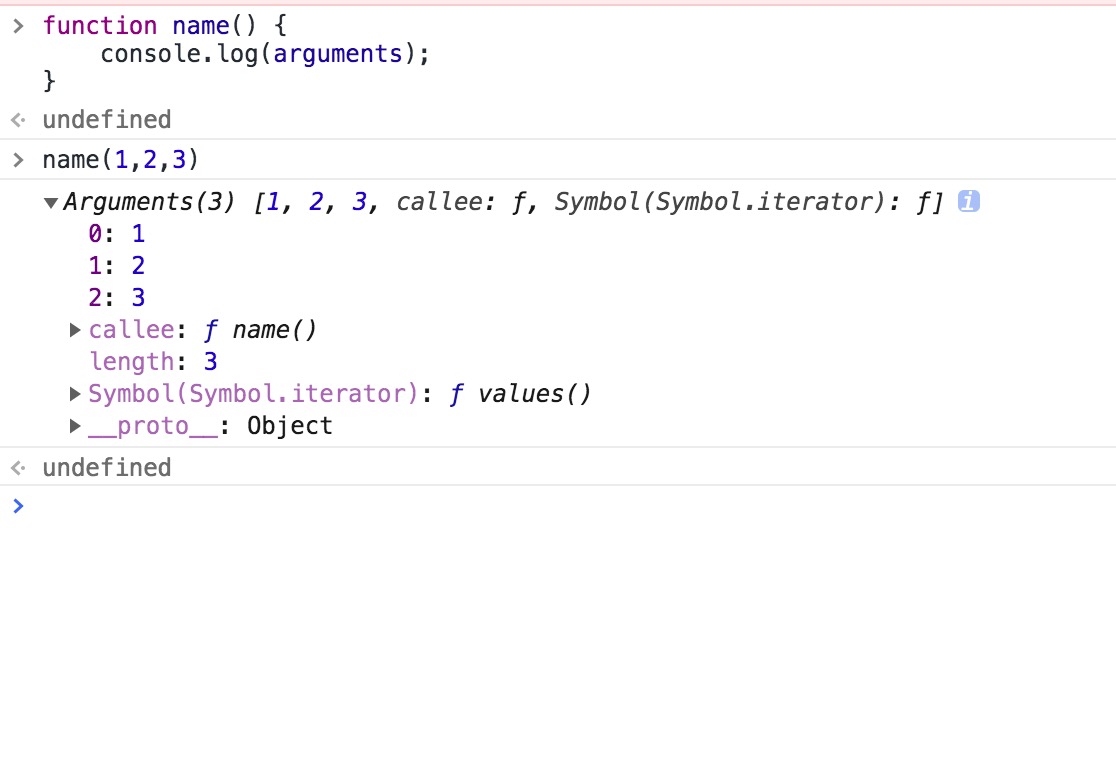 > function name() {
console.log(arguments);
}
<· undefined
> name(1,2,3)
▼Arguments(3) [1, 2, 3, callee: ƒ, Symbol(Symbol.iterator): ƒ] i
0: 1
1: 2
2: 3
▶ callee: ƒ name()
length: 3
▶ Symbol(Symbol.iterator): ƒ values()
▶ __proto__: Object
<· undefined
>